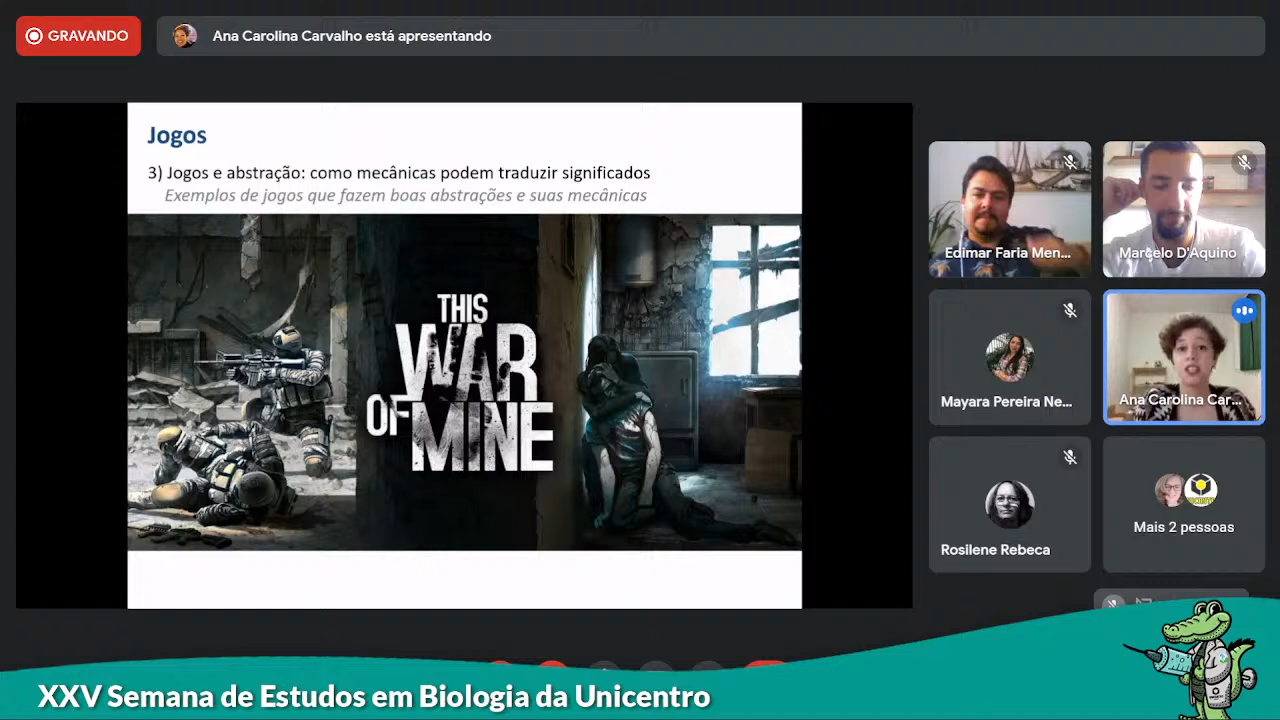 GRAVANDO
Ana Carolina Carvalho está apresentando
Jogos
3) Jogos e abstração: como mecânicas podem traduzir significados
Exemplos de jogos que fazem boas abstrações e suas mecânicas
THIS
WAR
OF
MINE
Edimar Faria Men...
Marcelo D'Aquino
Mayara Pereira Ne...
Ana Carolina Car...
Rosilene Rebeca
Mais 2 pessoas
XXV Semana de Estudos em Biologia da Unicentro